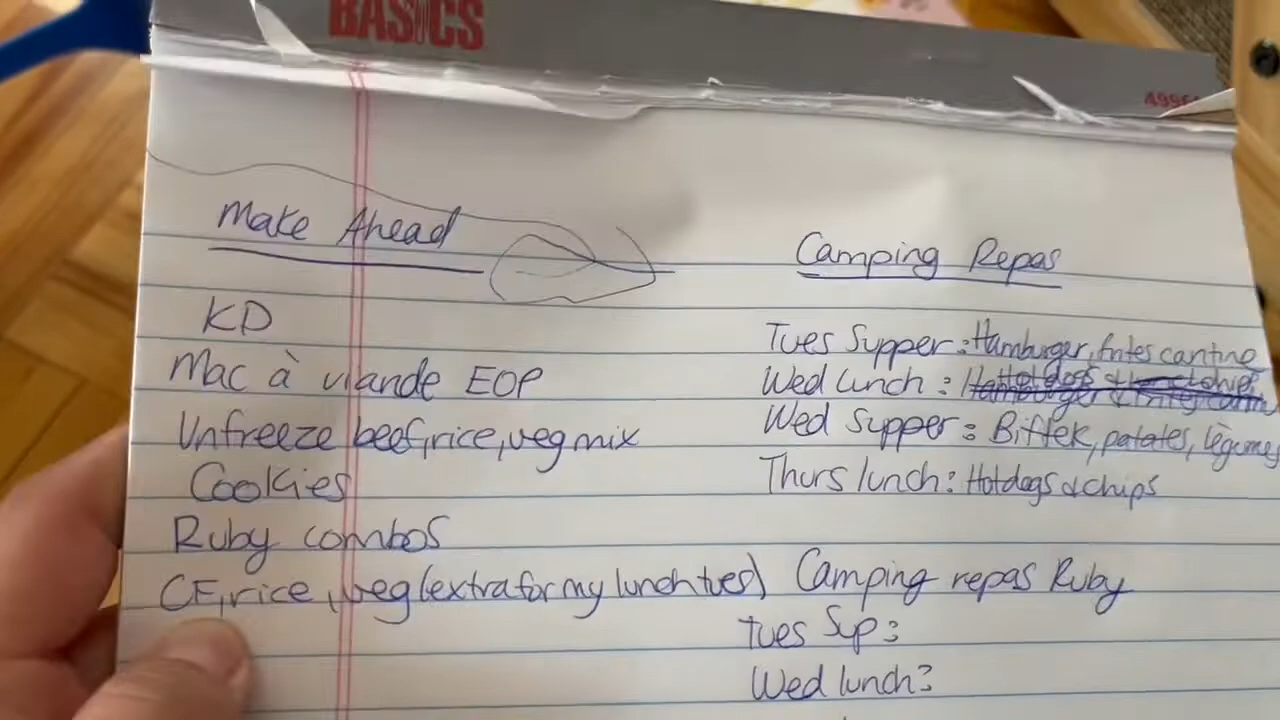 BASICS
Make Ahead
KD
Mac à viande EOP
Unfreeze beef, rice, veg mix
Cookies
Ruby combos
CF, rice, veg (extra for my lunch tues)
Camping Repas
Tues Supper: Hamburger, frites cantine
Wed lunch:
Wed Supper: Biftek, patates, légumes
Thurs lunch: Hotdogs & chips
Camping repas Ruby
Tues Sup:
Wed lunch: